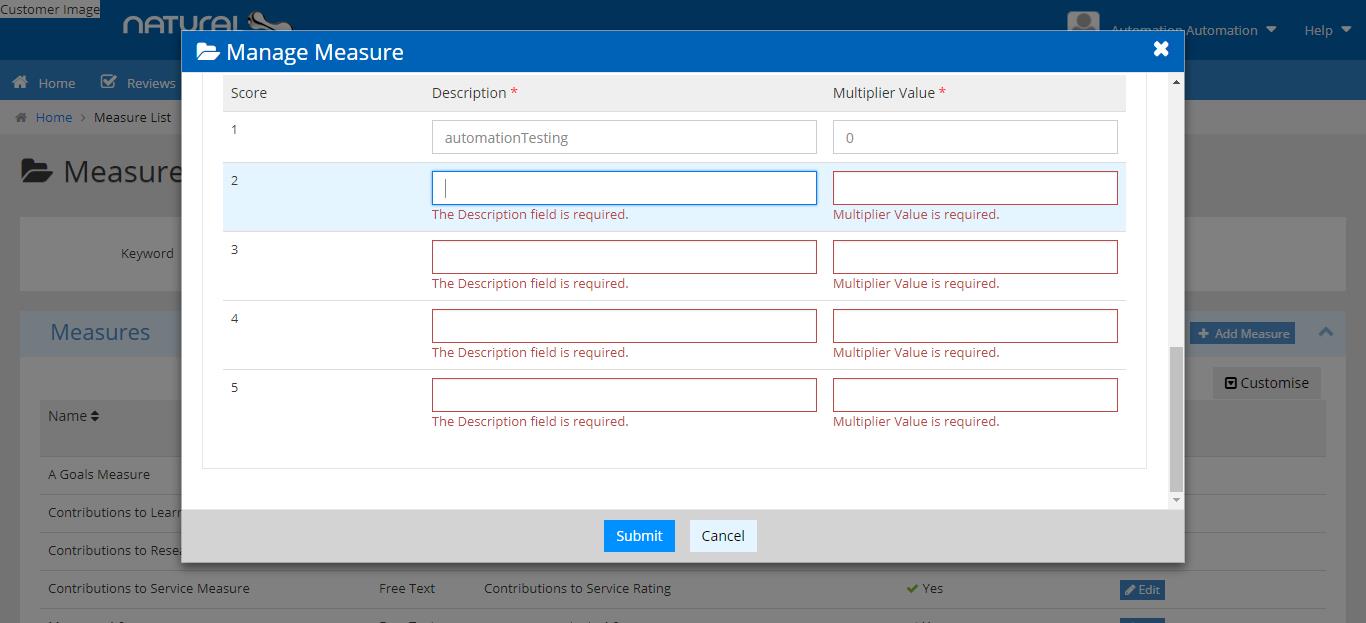 Customer Image
NATURAL
Automation Automation
Help
Manage Measure
Home
Reviews
Home > Measure List
Measure
Score
Description *
Multiplier Value *
1
automationTesting
0
2
The Description field is required.
Multiplier Value is required.
3
The Description field is required.
Multiplier Value is required.
4
The Description field is required.
Multiplier Value is required.
5
The Description field is required.
Multiplier Value is required.
Keyword
Measures
+ Add Measure
Customise
Name
A Goals Measure
Contributions to Lear
Contributions to Rese
Contributions to Service Measure
Free Text
Contributions to Service Rating
Yes
Edit
Submit
Cancel